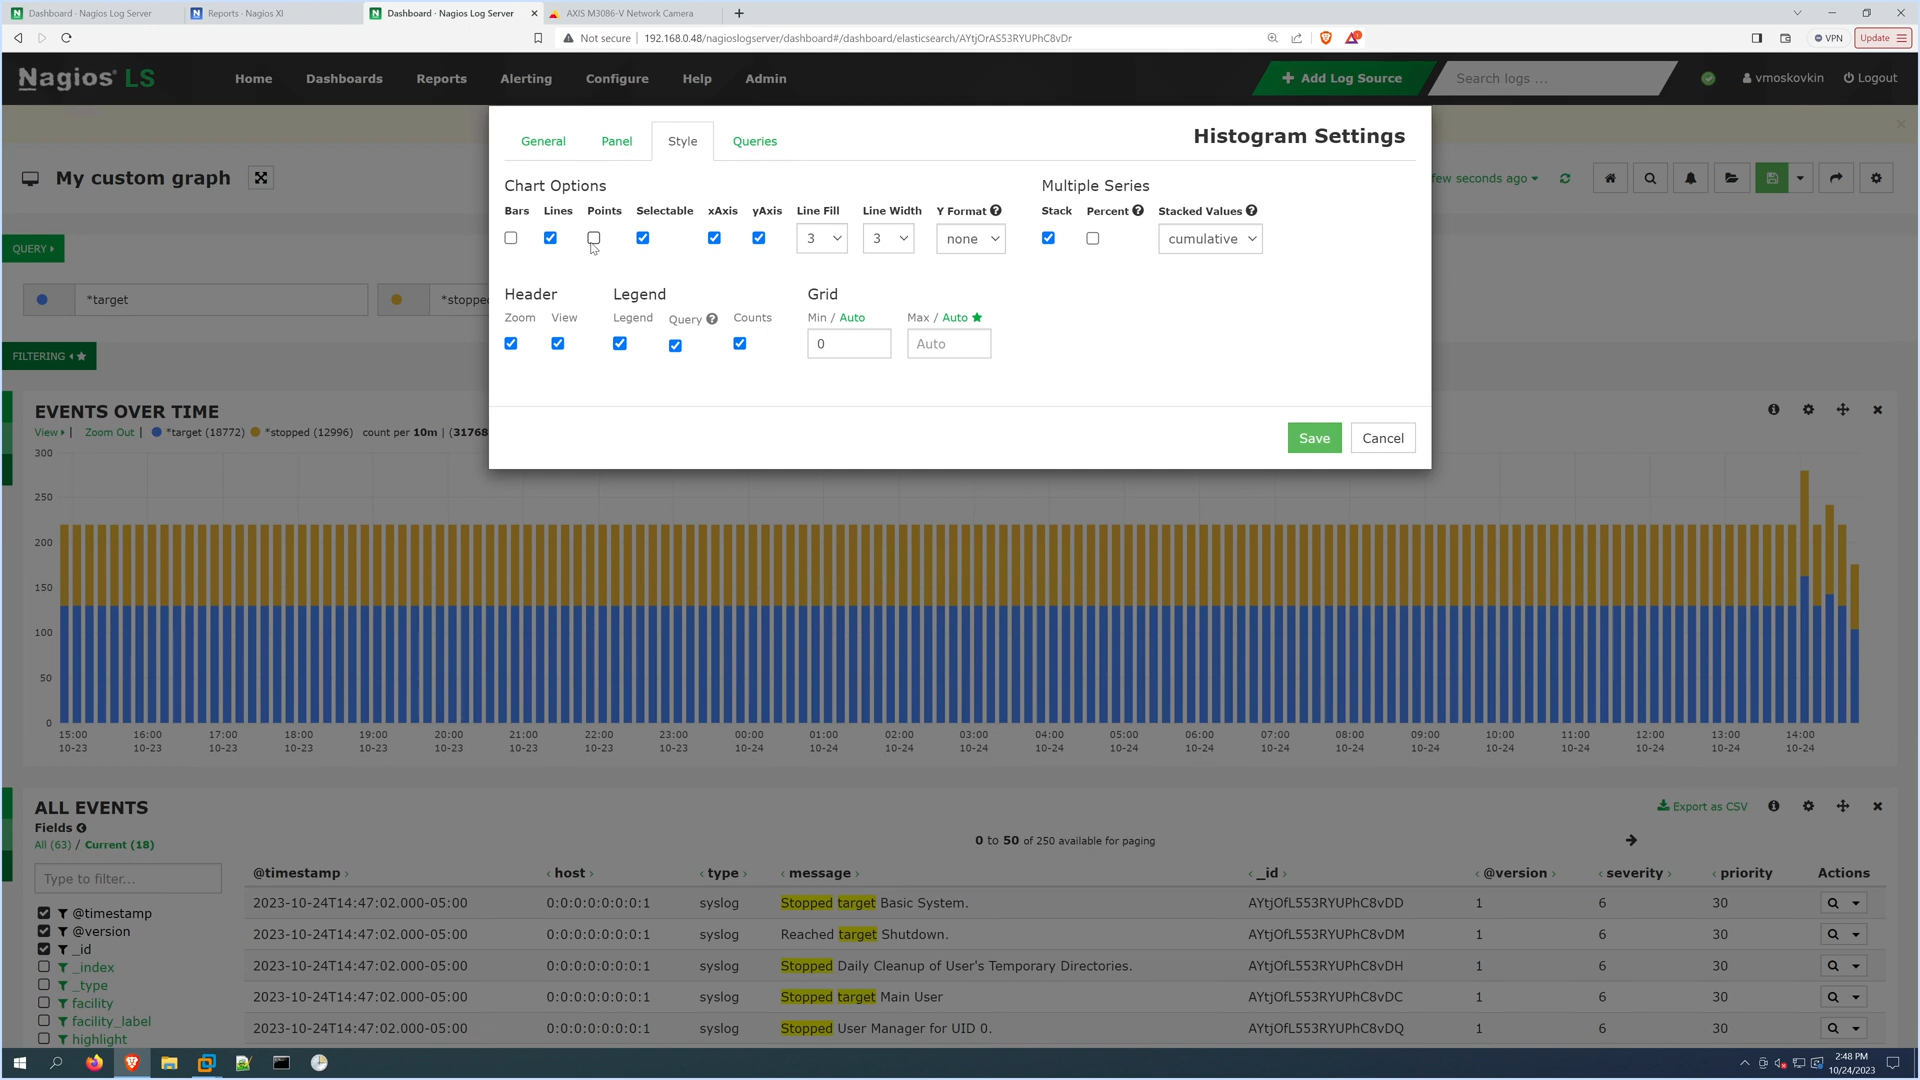 Dashboard · Nagios Log Server
Reports · Nagios XI
Dashboard · Nagios Log Server
AXIS M3086-V Network Camera
Not secure
192.168.0.48/nagioslogserver/dashboard#/dashboard/elasticsearch/AYtjOrAS53RYUPhC8vDr
VPN
Update
Nagios® LS
Home
Dashboards
Reports
Alerting
Configure
Help
Admin
Add Log Source
Search logs ...
vmoskovkin
Logout
General
Panel
Style
Queries
Histogram Settings
My custom graph
few seconds ago
Chart Options
Multiple Series
Bars
Lines
Points
Selectable
xAxis
yAxis
Line Fill
Line Width
Y Format
Stack
Percent
Stacked Values
3
3
none
cumulative
QUERY
*target
*stopped
Header
Legend
Grid
Zoom
View
Legend
Query
Counts
Min / Auto
Max / Auto
0
Auto
FILTERING
Save
Cancel
EVENTS OVER TIME
View
Zoom Out
*target (18772)
*stopped (12996)
count per 10m | (31768
300
250
200
150
100
50
0
15:00 16:00 17:00 18:00 19:00 20:00 21:00 22:00 23:00 00:00 01:00 02:00 03:00 04:00 05:00 06:00 07:00 08:00 09:00 10:00 11:00 12:00 13:00 14:00
10-23 10-23 10-23 10-23 10-23 10-23 10-23 10-23 10-23 10-24 10-24 10-24 10-24 10-24 10-24 10-24 10-24 10-24 10-24 10-24 10-24 10-24 10-24 10-24
ALL EVENTS
Export as CSV
Fields
All (63) / Current (18)
0 to 50 of 250 available for paging
Type to filter...
@timestamp
host
type
message
_id
@version
severity
priority
Actions
2023-10-24T14:47:02.000-05:00 0:0:0:0:0:0:0:1 syslog Stopped target Basic System. AYtjOfL553RYUPhC8vDD 1 6 30
2023-10-24T14:47:02.000-05:00 0:0:0:0:0:0:0:1 syslog Reached target Shutdown. AYtjOfL553RYUPhC8vDM 1 6 30
2023-10-24T14:47:02.000-05:00 0:0:0:0:0:0:0:1 syslog Stopped Daily Cleanup of User's Temporary Directories. AYtjOfL553RYUPhC8vDH 1 6 30
2023-10-24T14:47:02.000-05:00 0:0:0:0:0:0:0:1 syslog Stopped target Main User AYtjOfL553RYUPhC8vDC 1 6 30
2023-10-24T14:47:02.000-05:00 0:0:0:0:0:0:0:1 syslog Stopped User Manager for UID 0. AYtjOfL553RYUPhC8vDQ 1 6 30
@timestamp
@version
_id
_index
_type
facility
facility_label
highlight
2:48 PM
10/24/2023